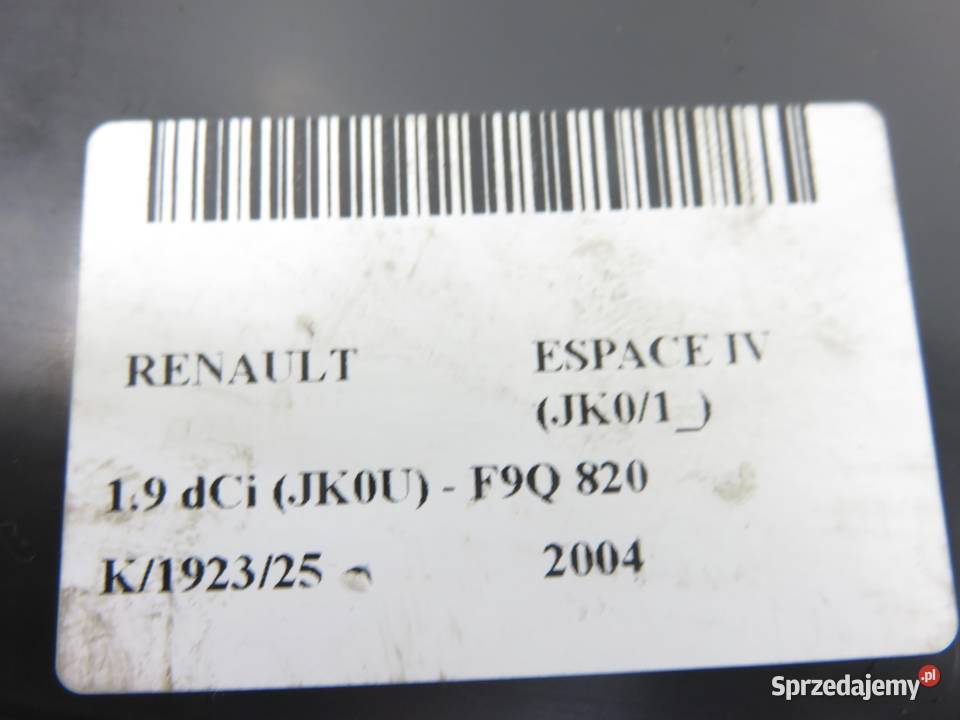 RENAULT ESPACE IV
(JK0/1_)
1.9 dCi (JK0U) - F9Q 820
K/1923/25 2004
Sprzedajemy.pl